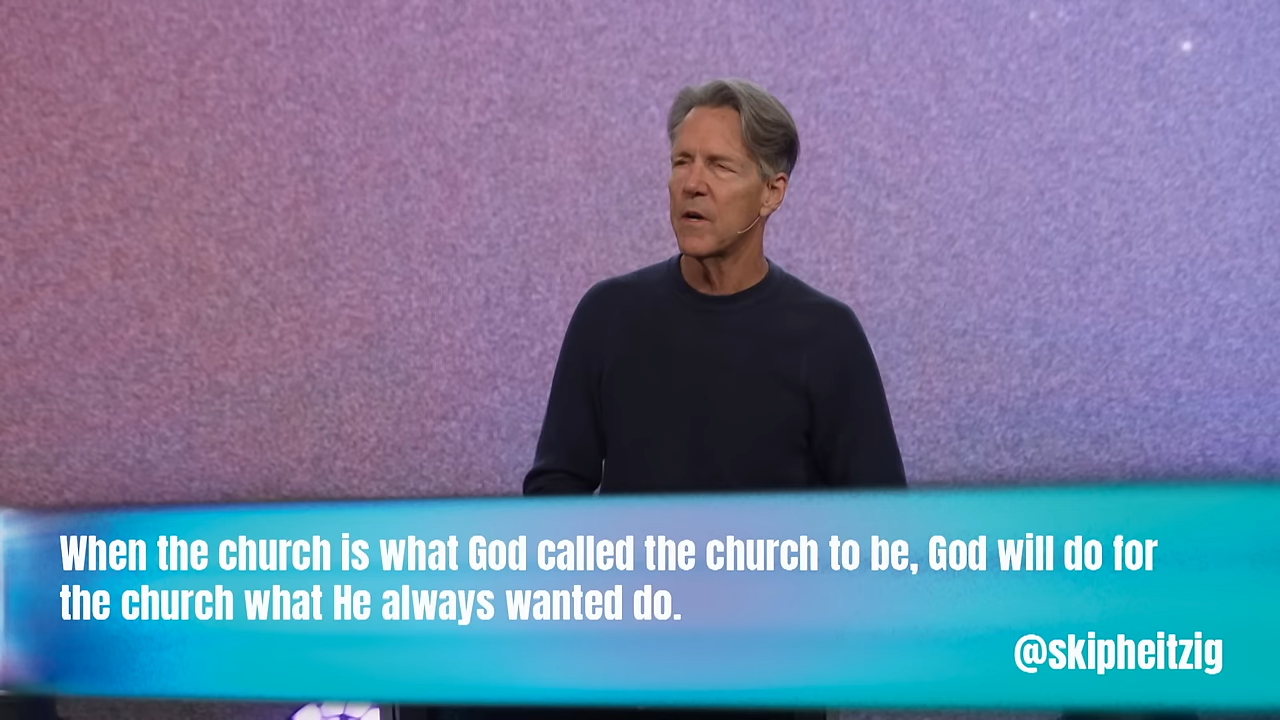 When the church is what God called the church to be, God will do for
the church what He always wanted do.
@skipheitzig